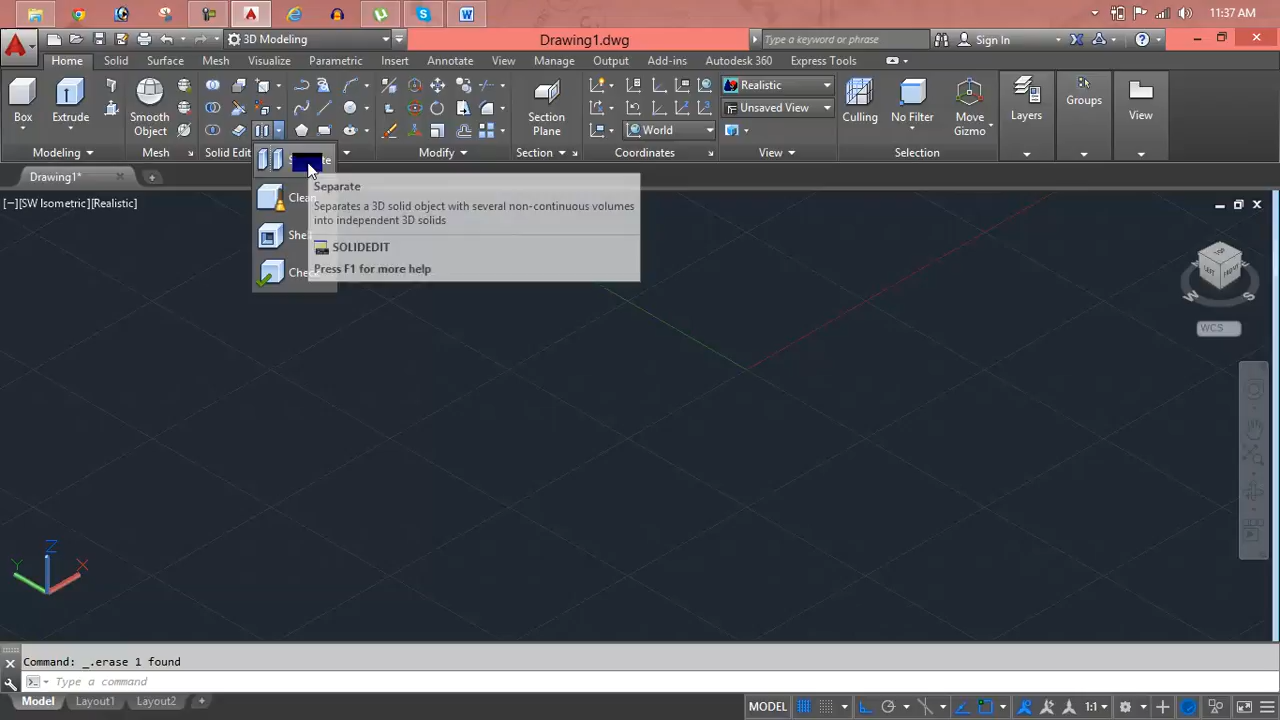 11:37 AM
3D Modeling
Drawing1.dwg
Type a keyword or phrase
Sign In
Home Solid Surface Mesh Visualize Parametric Insert Annotate View Manage Output Add-ins Autodesk 360 Express Tools
Box
Extrude
Smooth
Object
Section
Plane
Realistic
Unsaved View
World
Culling
No Filter
Move
Gizmo
Layers
Groups
View
Modeling Mesh Solid Edit Modify Section Coordinates View Selection
Drawing1*
[−][SW Isometric][Realistic]
Separate
Clean
Separates a 3D solid object with several non-continuous volumes
into independent 3D solids
SOLIDEDIT
Press F1 for more help
TOP
LEFT FRONT
W S
WCS
Z
Y X
Command: _.erase 1 found
Type a command
Model Layout1 Layout2 +
MODEL 1:1